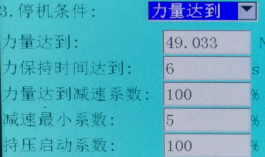 3.停机条件: 力量达到
力量达到: 49.033 N
力保持时间达到: 6 s
力量达到减速系数: 100 %
减速最小系数: 5 %
持压启动系数: 100 %